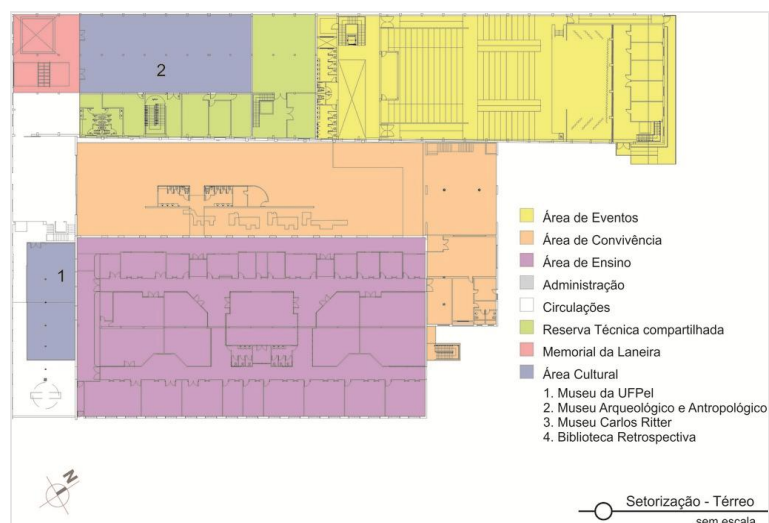 2
1
Área de Eventos
Área de Convivência
Área de Ensino
Administração
Circulações
Reserva Técnica compartilhada
Memorial da Laneira
Área Cultural
1. Museu da UFPel
2. Museu Arqueológico e Antropológico
3. Museu Carlos Ritter
4. Biblioteca Retrospectiva
N
Setorização - Térreo
sem escala